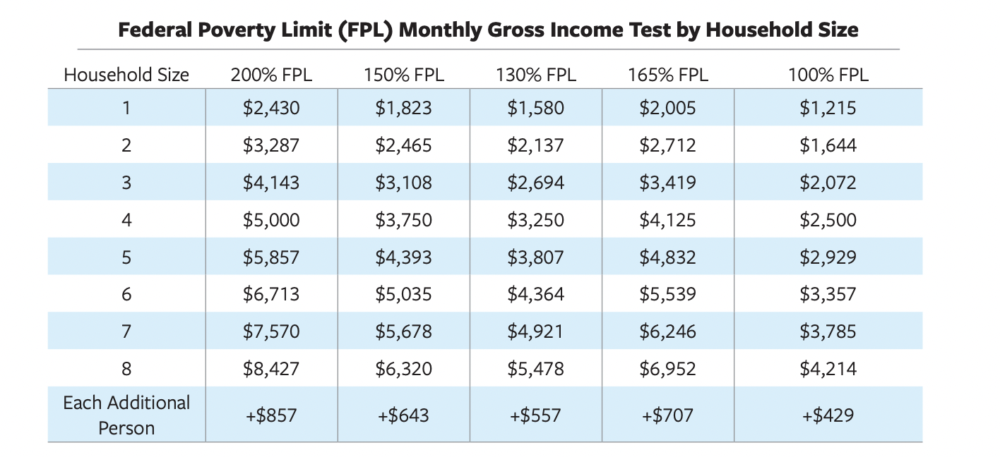 Federal Poverty Limit (FPL) Monthly Gross Income Test by Household Size
Household Size 200% FPL 150% FPL 130% FPL 165% FPL 100% FPL
1 $2,430 $1,823 $1,580 $2,005 $1,215
2 $3,287 $2,465 $2,137 $2,712 $1,644
3 $4,143 $3,108 $2,694 $3,419 $2,072
4 $5,000 $3,750 $3,250 $4,125 $2,500
5 $5,857 $4,393 $3,807 $4,832 $2,929
6 $6,713 $5,035 $4,364 $5,539 $3,357
7 $7,570 $5,678 $4,921 $6,246 $3,785
8 $8,427 $6,320 $5,478 $6,952 $4,214
Each Additional
Person +$857 +$643 +$557 +$707 +$429